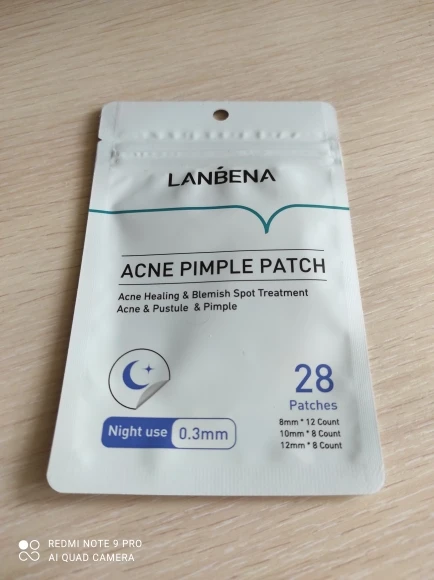 LANBENA
ACNE PIMPLE PATCH
Acne Healing & Blemish Spot Treatment
Acne & Pustule & Pimple
Night use 0.3mm
28
Patches
8mm * 12 Count
10mm * 8 Count
12mm * 8 Count
REDMI NOTE 9 PRO
AI QUAD CAMERA